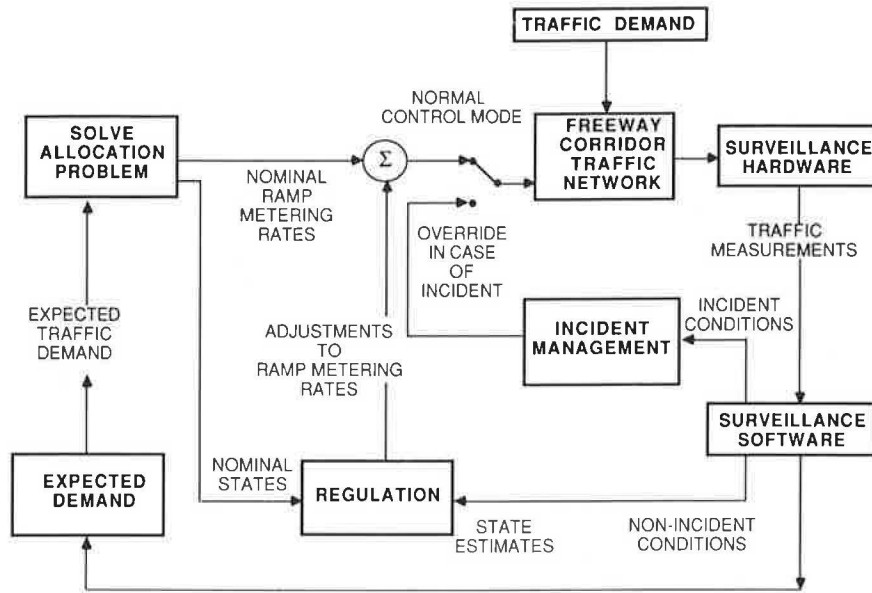 TRAFFIC DEMAND
NORMAL
CONTROL MODE
SOLVE
ALLOCATION
PROBLEM
Σ
FREEWAY
CORRIDOR
TRAFFIC
NETWORK
SURVEILLANCE
HARDWARE
NOMINAL
RAMP
METERING
RATES
OVERRIDE
IN CASE
OF
INCIDENT
TRAFFIC
MEASUREMENTS
EXPECTED
TRAFFIC
DEMAND
ADJUSTMENTS
TO
RAMP METERING
RATES
INCIDENT
MANAGEMENT
INCIDENT
CONDITIONS
SURVEILLANCE
SOFTWARE
EXPECTED
DEMAND
NOMINAL
STATES
REGULATION
STATE
ESTIMATES
NON-INCIDENT
CONDITIONS